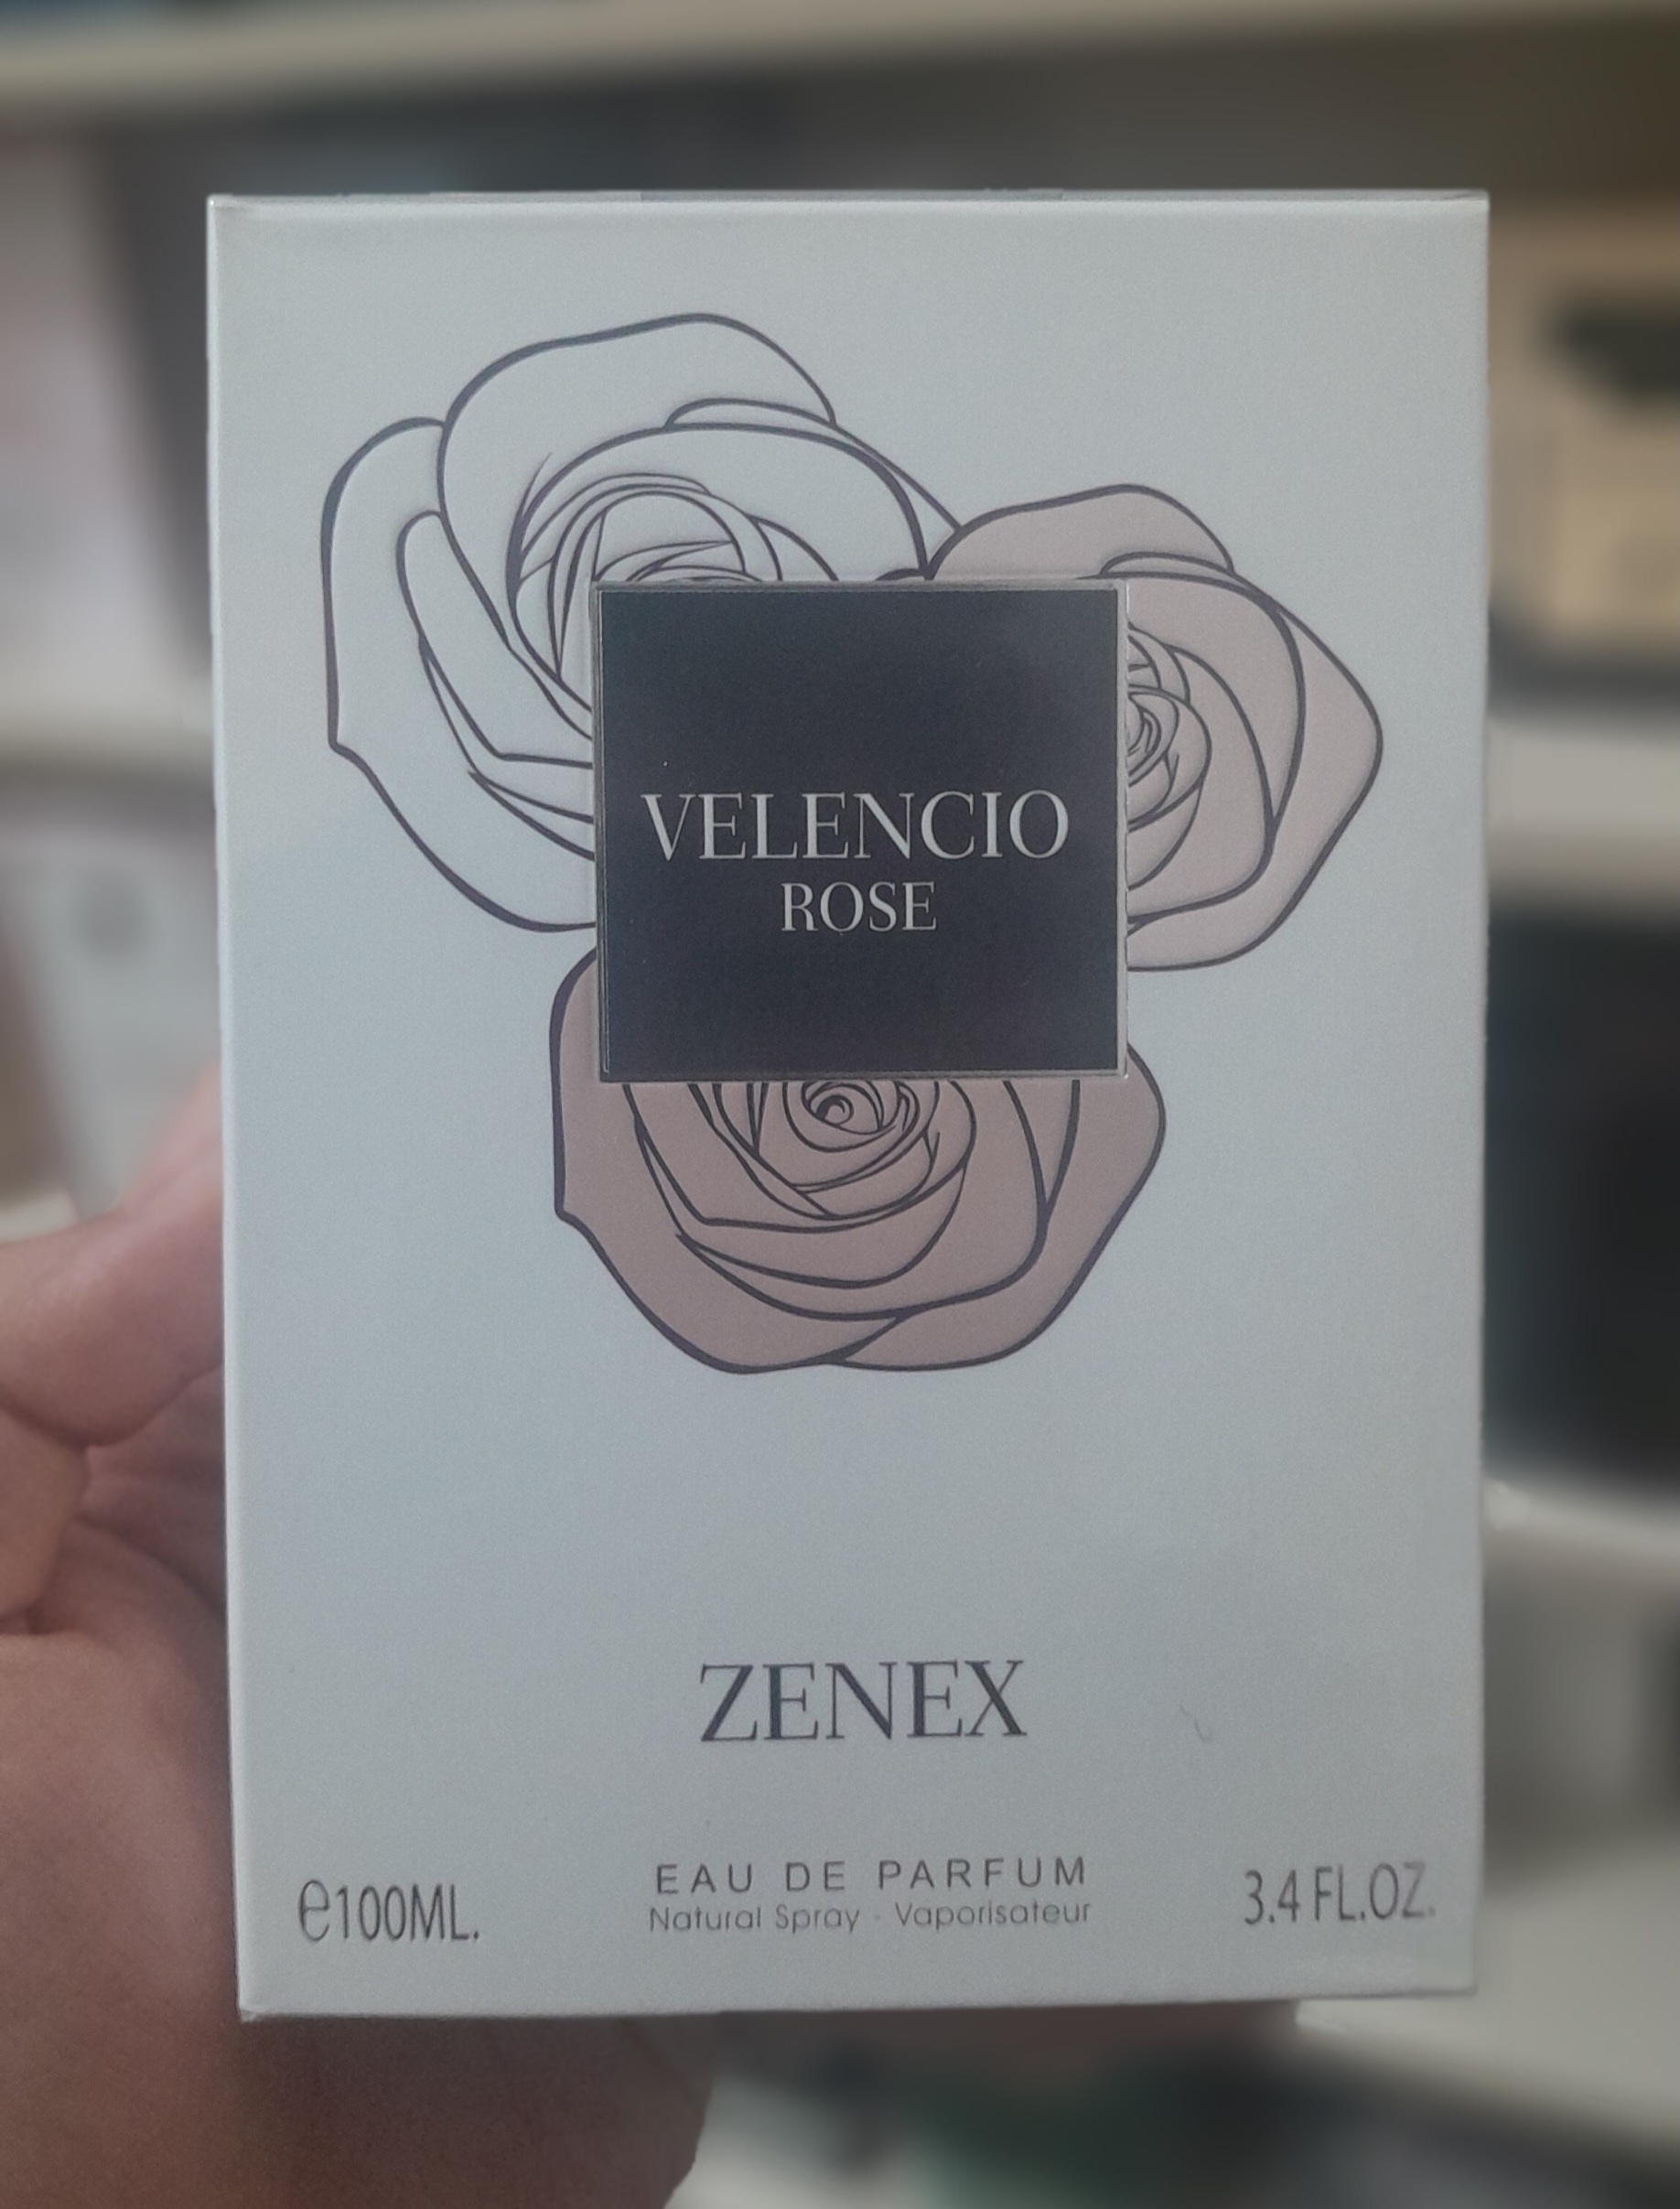 VELENCIO
ROSE
ZENEX
EAU DE PARFUM
Natural Spray - Vaporisateur
℮100ML.
3.4 FL.OZ.